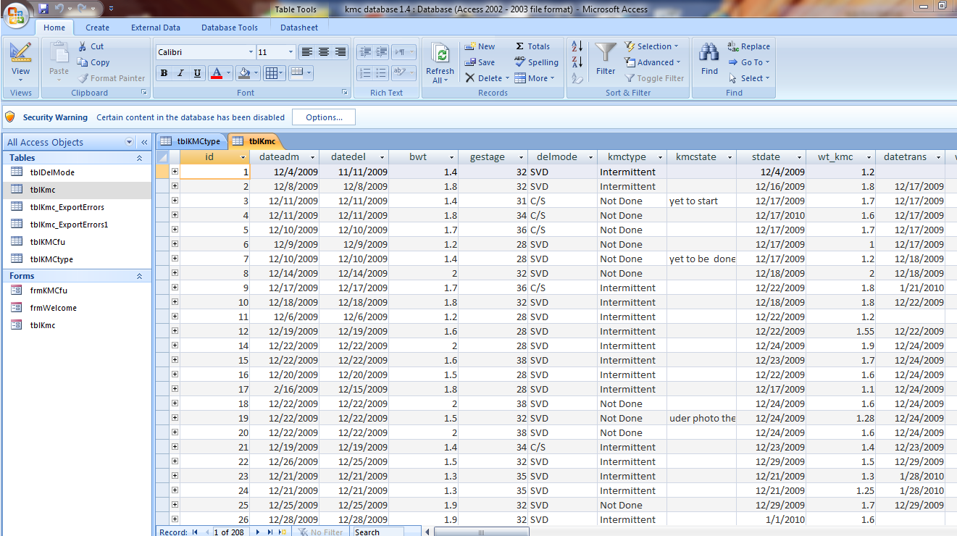 Table Tools kmc database 1.4 : Database (Access 2002 - 2003 file format) - Microsoft Access
Home Create External Data Database Tools Datasheet
View Paste Cut Copy Format Painter Calibri 11 Refresh All New Save Delete Totals Spelling More Filter Selection Advanced Toggle Filter Find Replace Go To Select
B I U A
Views Clipboard Font Rich Text Records Sort & Filter Find
Security Warning Certain content in the database has been disabled Options...
All Access Objects « tblKMCtype tblKmc
Tables
tblDelMode
tblKmc
tblKmc_ExportErrors
tblKmc_ExportErrors1
tblKMCfu
tblKMCtype
Forms
frmKMCfu
frmWelcome
tblKmc
id dateadm datedel bwt gestage delmode kmctype kmcstate stdate wt_kmc datetrans
1 12/4/2009 11/11/2009 1.4 32 SVD Intermittent 12/4/2009 1.2
2 12/8/2009 12/8/2009 1.8 32 SVD Intermittent 12/16/2009 1.8 12/17/2009
3 12/11/2009 12/11/2009 1.4 31 C/S Not Done yet to start 12/17/2009 1.7 12/17/2009
4 12/11/2009 12/11/2009 1.8 34 C/S Not Done 12/17/2010 1.6 12/17/2009
5 12/10/2009 12/10/2009 1.7 36 C/S Not Done 12/17/2009 1.7 12/17/2009
6 12/9/2009 12/9/2009 1.2 28 SVD Not Done 12/17/2009 1 12/17/2009
7 12/10/2009 12/10/2009 1.4 28 SVD Not Done yet to be done 12/17/2009 1.2 12/18/2009
8 12/14/2009 12/14/2009 2 32 SVD Not Done 12/18/2009 2 12/18/2009
9 12/17/2009 12/17/2009 1.7 36 C/S Intermittent 12/22/2009 1.8 1/21/2010
10 12/18/2009 12/18/2009 1.8 32 SVD Intermittent 12/18/2009 1.8 12/22/2009
11 12/6/2009 12/6/2009 1.2 28 SVD Intermittent 12/22/2009 1.2
12 12/19/2009 12/19/2009 1.6 28 SVD Intermittent 12/22/2009 1.55 12/22/2009
14 12/22/2009 12/22/2009 2 28 SVD Intermittent 12/24/2009 1.9 12/24/2009
15 12/22/2009 12/22/2009 1.6 38 SVD Intermittent 12/23/2009 1.7 12/24/2009
16 12/20/2009 12/20/2009 1.5 28 SVD Intermittent 12/22/2009 1.6 12/24/2009
17 2/16/2009 12/15/2009 1.8 28 SVD Intermittent 12/17/2009 1.1 12/24/2009
18 12/22/2009 12/22/2009 2 38 SVD Not Done 12/24/2009 1.6 12/24/2009
19 12/22/2009 12/22/2009 1.5 32 SVD Not Done uder photo the 12/24/2009 1.28 12/24/2009
20 12/22/2009 12/22/2009 2 38 SVD Not Done 12/24/2009 1.6 12/24/2009
21 12/19/2009 12/19/2009 1.4 34 C/S Intermittent 12/23/2009 1.4 12/23/2009
22 12/26/2009 12/25/2009 1.5 32 SVD Intermittent 12/29/2009 1.5 12/29/2009
23 12/21/2009 12/21/2009 1.3 35 SVD Intermittent 12/21/2009 1.3 1/28/2010
24 12/21/2009 12/21/2009 1.3 35 SVD Intermittent 12/21/2009 1.25 1/28/2010
25 12/25/2009 12/25/2009 1.9 32 SVD Not Done 12/29/2009 1.7 12/29/2009
26 12/28/2009 12/28/2009 1.9 32 SVD Intermittent 1/1/2010 1.6
Record: 1 of 208 No Filter Search